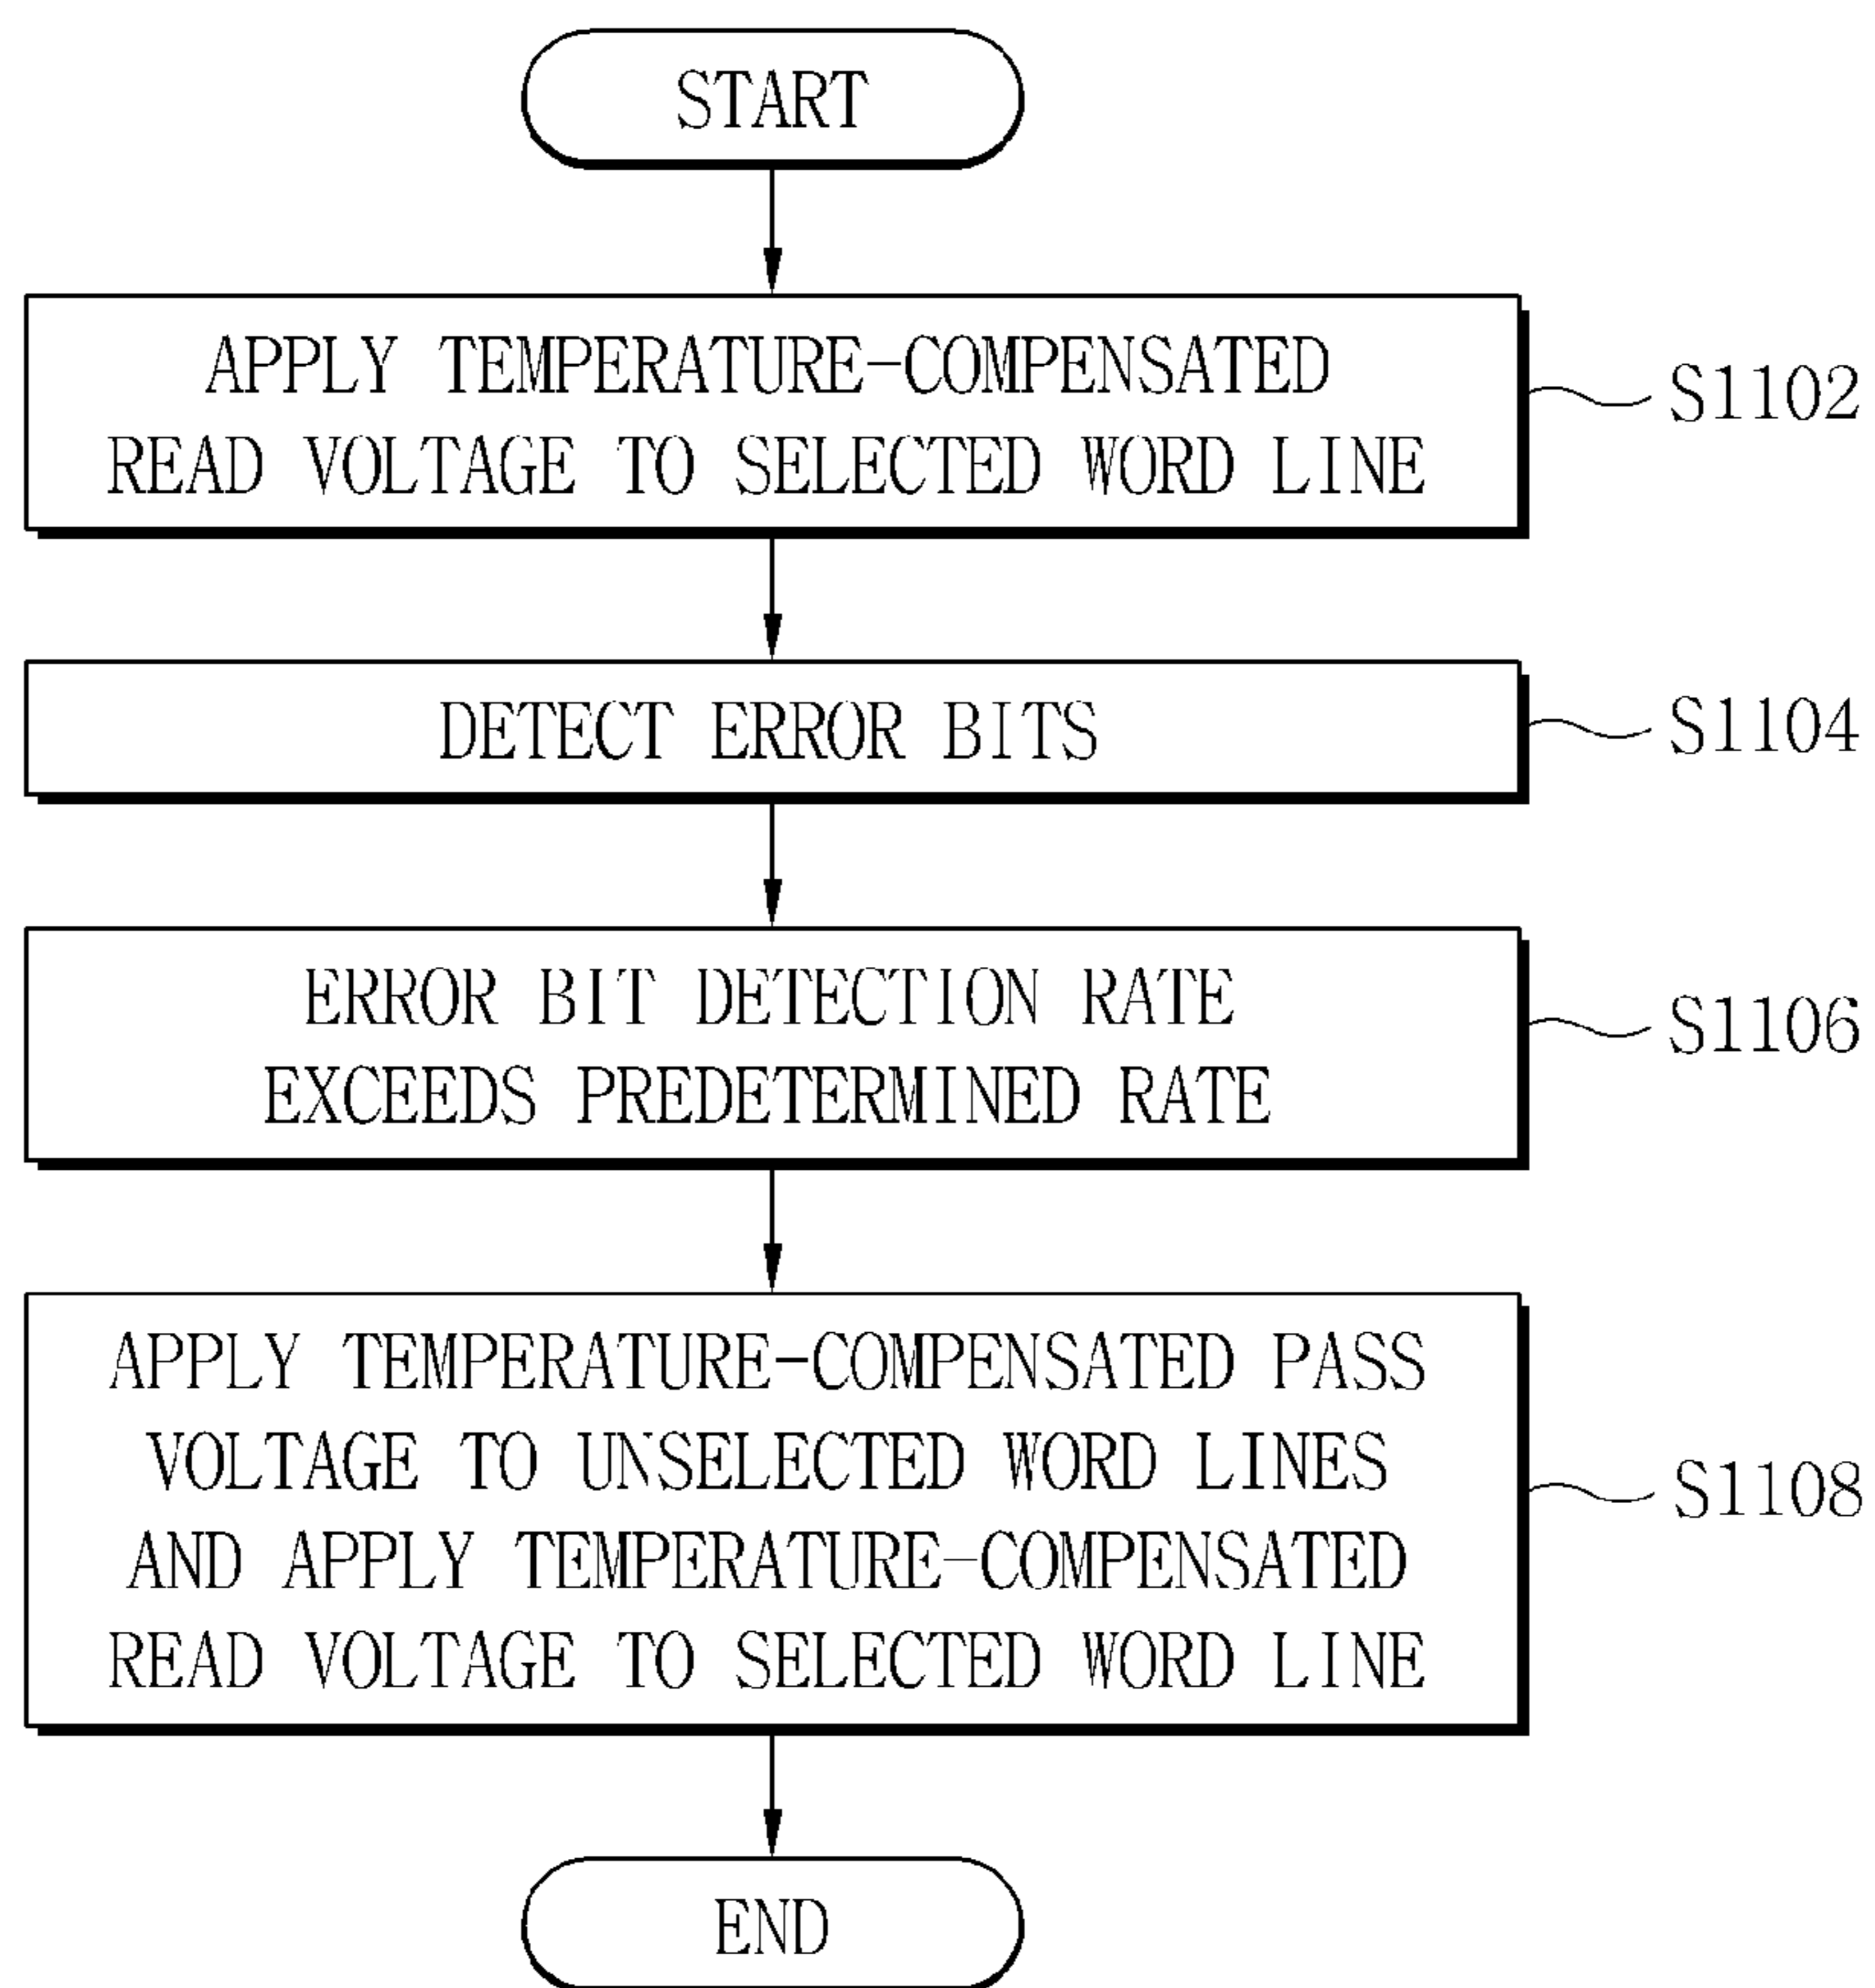 START
APPLY TEMPERATURE-COMPENSATED
READ VOLTAGE TO SELECTED WORD LINE
S1102
DETECT ERROR BITS
S1104
ERROR BIT DETECTION RATE
EXCEEDS PREDETERMINED RATE
S1106
APPLY TEMPERATURE-COMPENSATED PASS
VOLTAGE TO UNSELECTED WORD LINES
AND APPLY TEMPERATURE-COMPENSATED
READ VOLTAGE TO SELECTED WORD LINE
S1108
END